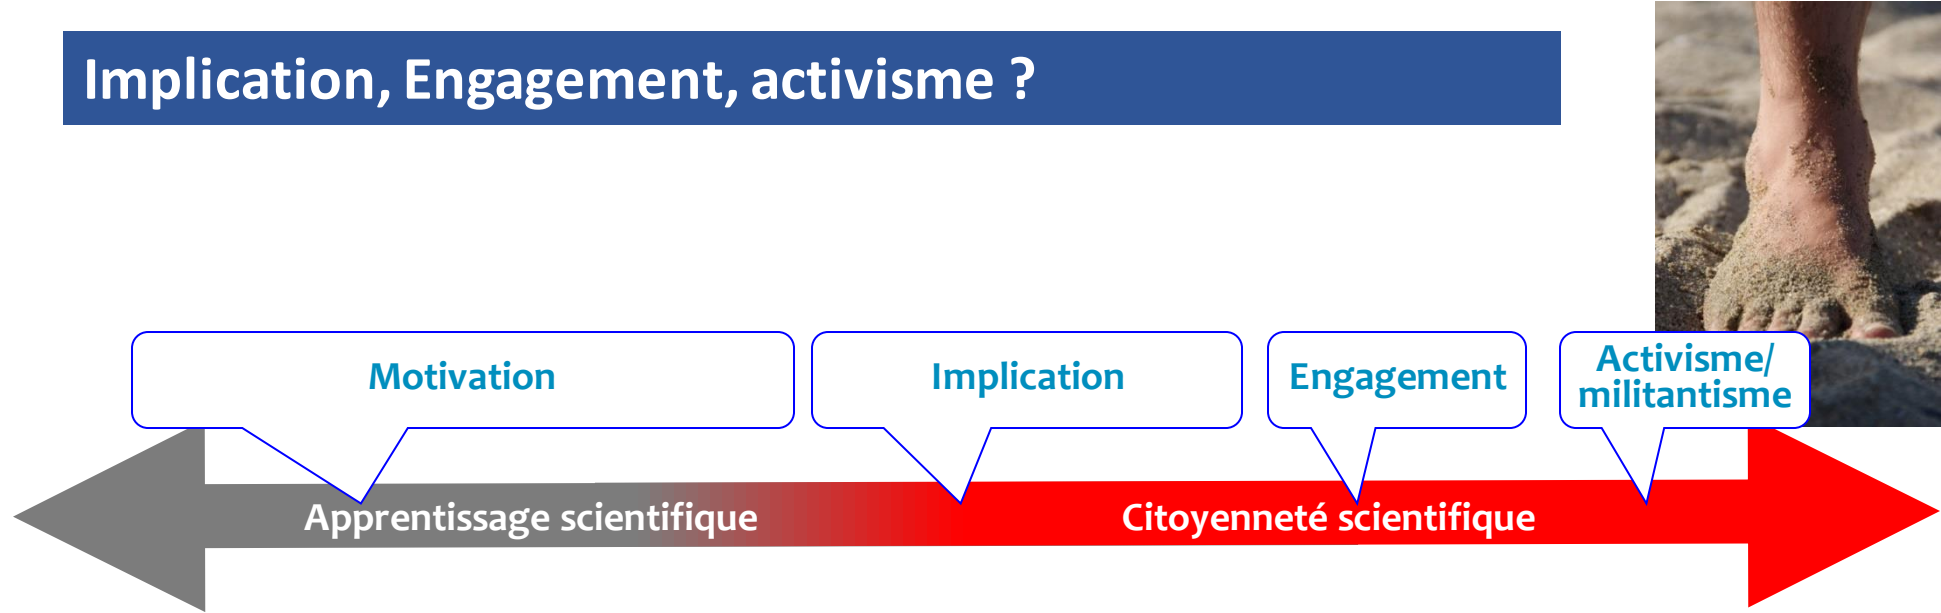 Implication, Engagement, activisme ?
Motivation
Implication
Engagement
Activisme/
militantisme
Apprentissage scientifique
Citoyenneté scientifique